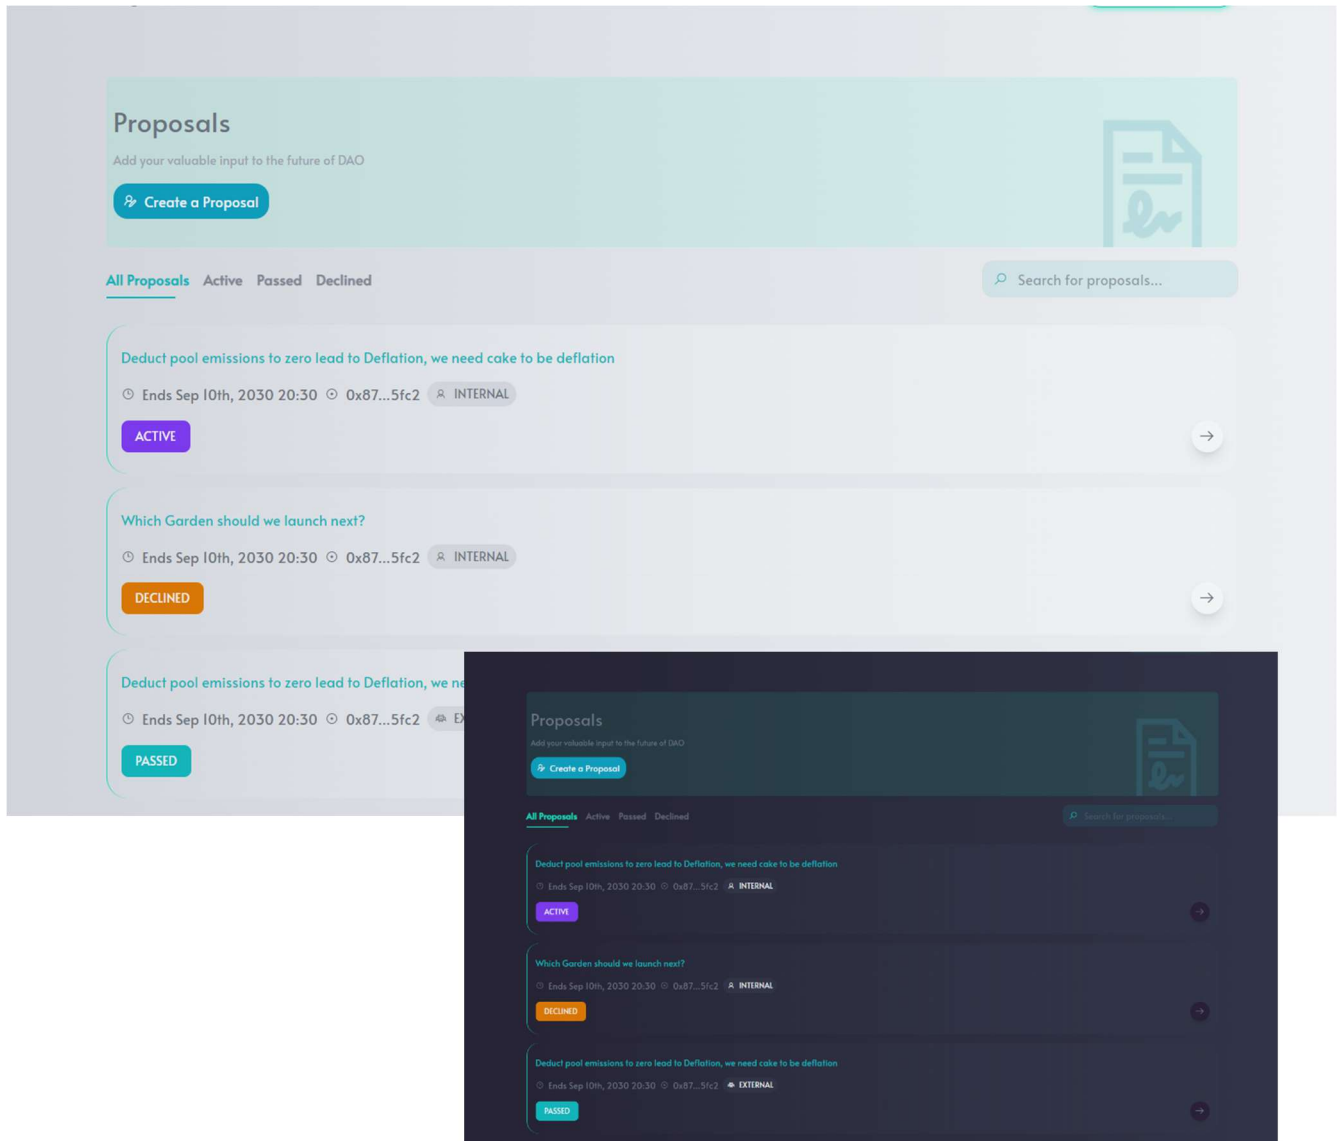 Proposals
Add your valuable input to the future of DAO
Create a Proposal
All Proposals Active Passed Declined
Search for proposals...
Deduct pool emissions to zero lead to Deflation, we need cake to be deflation
Ends Sep 10th, 2030 20:30 0x87...5fc2 INTERNAL
ACTIVE
Which Garden should we launch next?
Ends Sep 10th, 2030 20:30 0x87...5fc2 INTERNAL
DECLINED
Deduct pool emissions to zero lead to Deflation, we ne
Ends Sep 10th, 2030 20:30 0x87...5fc2 EX
PASSED
Proposals
Add your valuable input to the future of DAO
Create a Proposal
All Proposals Active Passed Declined
Search for proposals...
Deduct pool emissions to zero lead to Deflation, we need cake to be deflation
Ends Sep 10th, 2030 20:30 0x87...5fc2 INTERNAL
ACTIVE
Which Garden should we launch next?
Ends Sep 10th, 2030 20:30 0x87...5fc2 INTERNAL
DECLINED
Deduct pool emissions to zero lead to Deflation, we need cake to be deflation
Ends Sep 10th, 2030 20:30 0x87...5fc2 EXTERNAL
PASSED